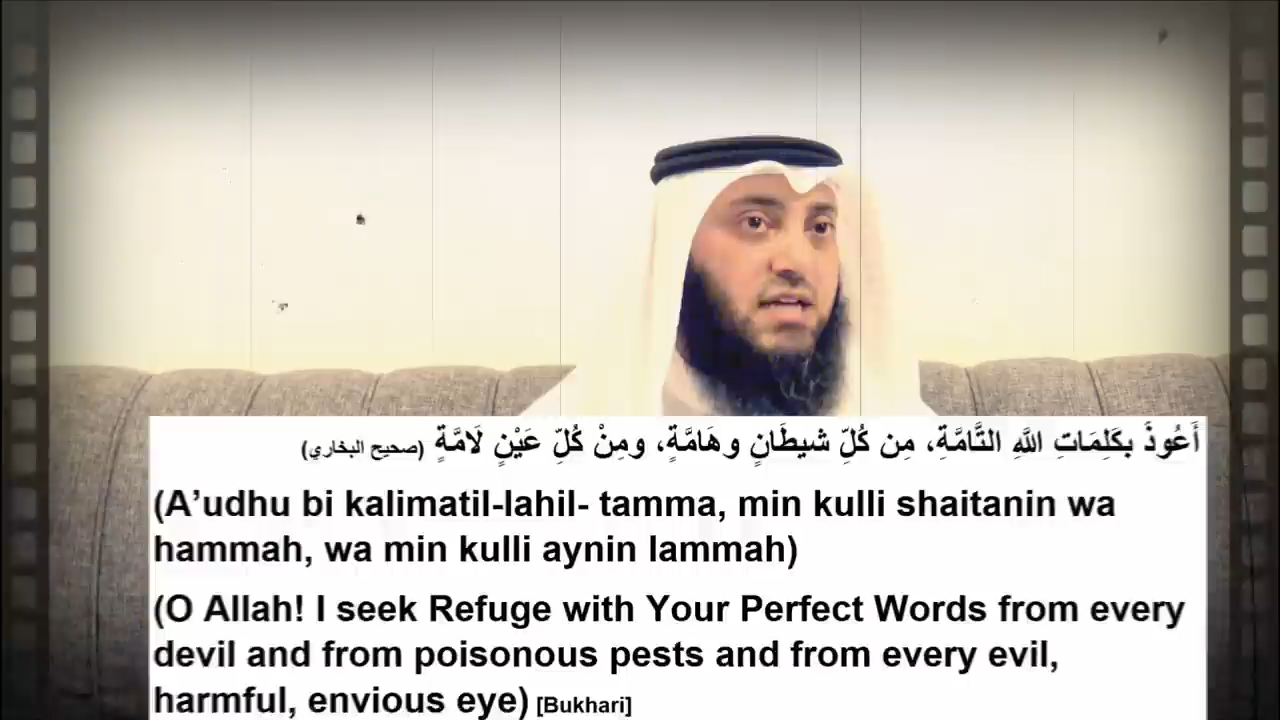 أَعُوذَ بِكَلِمَاتِ اللَّهِ التَّامَّةِ، مِن كُلِّ شيطَانٍ وهَامَّةٍ، ومِنْ كُلِّ عَيْنٍ لَامَّةٍ (صحيح البخاري)
(A’udhu bi kalimatil-lahil- tamma, min kulli shaitanin wa
hammah, wa min kulli aynin lammah)
(O Allah! I seek Refuge with Your Perfect Words from every
devil and from poisonous pests and from every evil,
harmful, envious eye) [Bukhari]